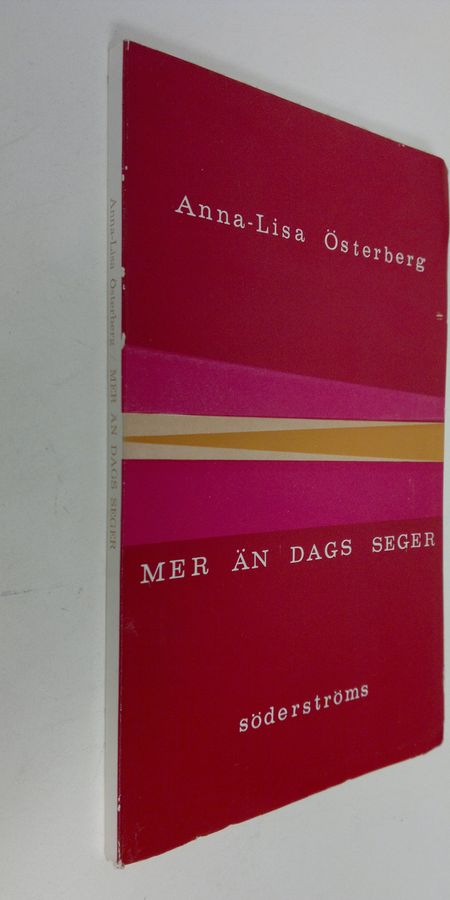 Anna-Lisa Österberg
MER ÄN DAGS SEGER
söderströms
Anna-Lisa Österberg / MER ÄN DAGS SEGER